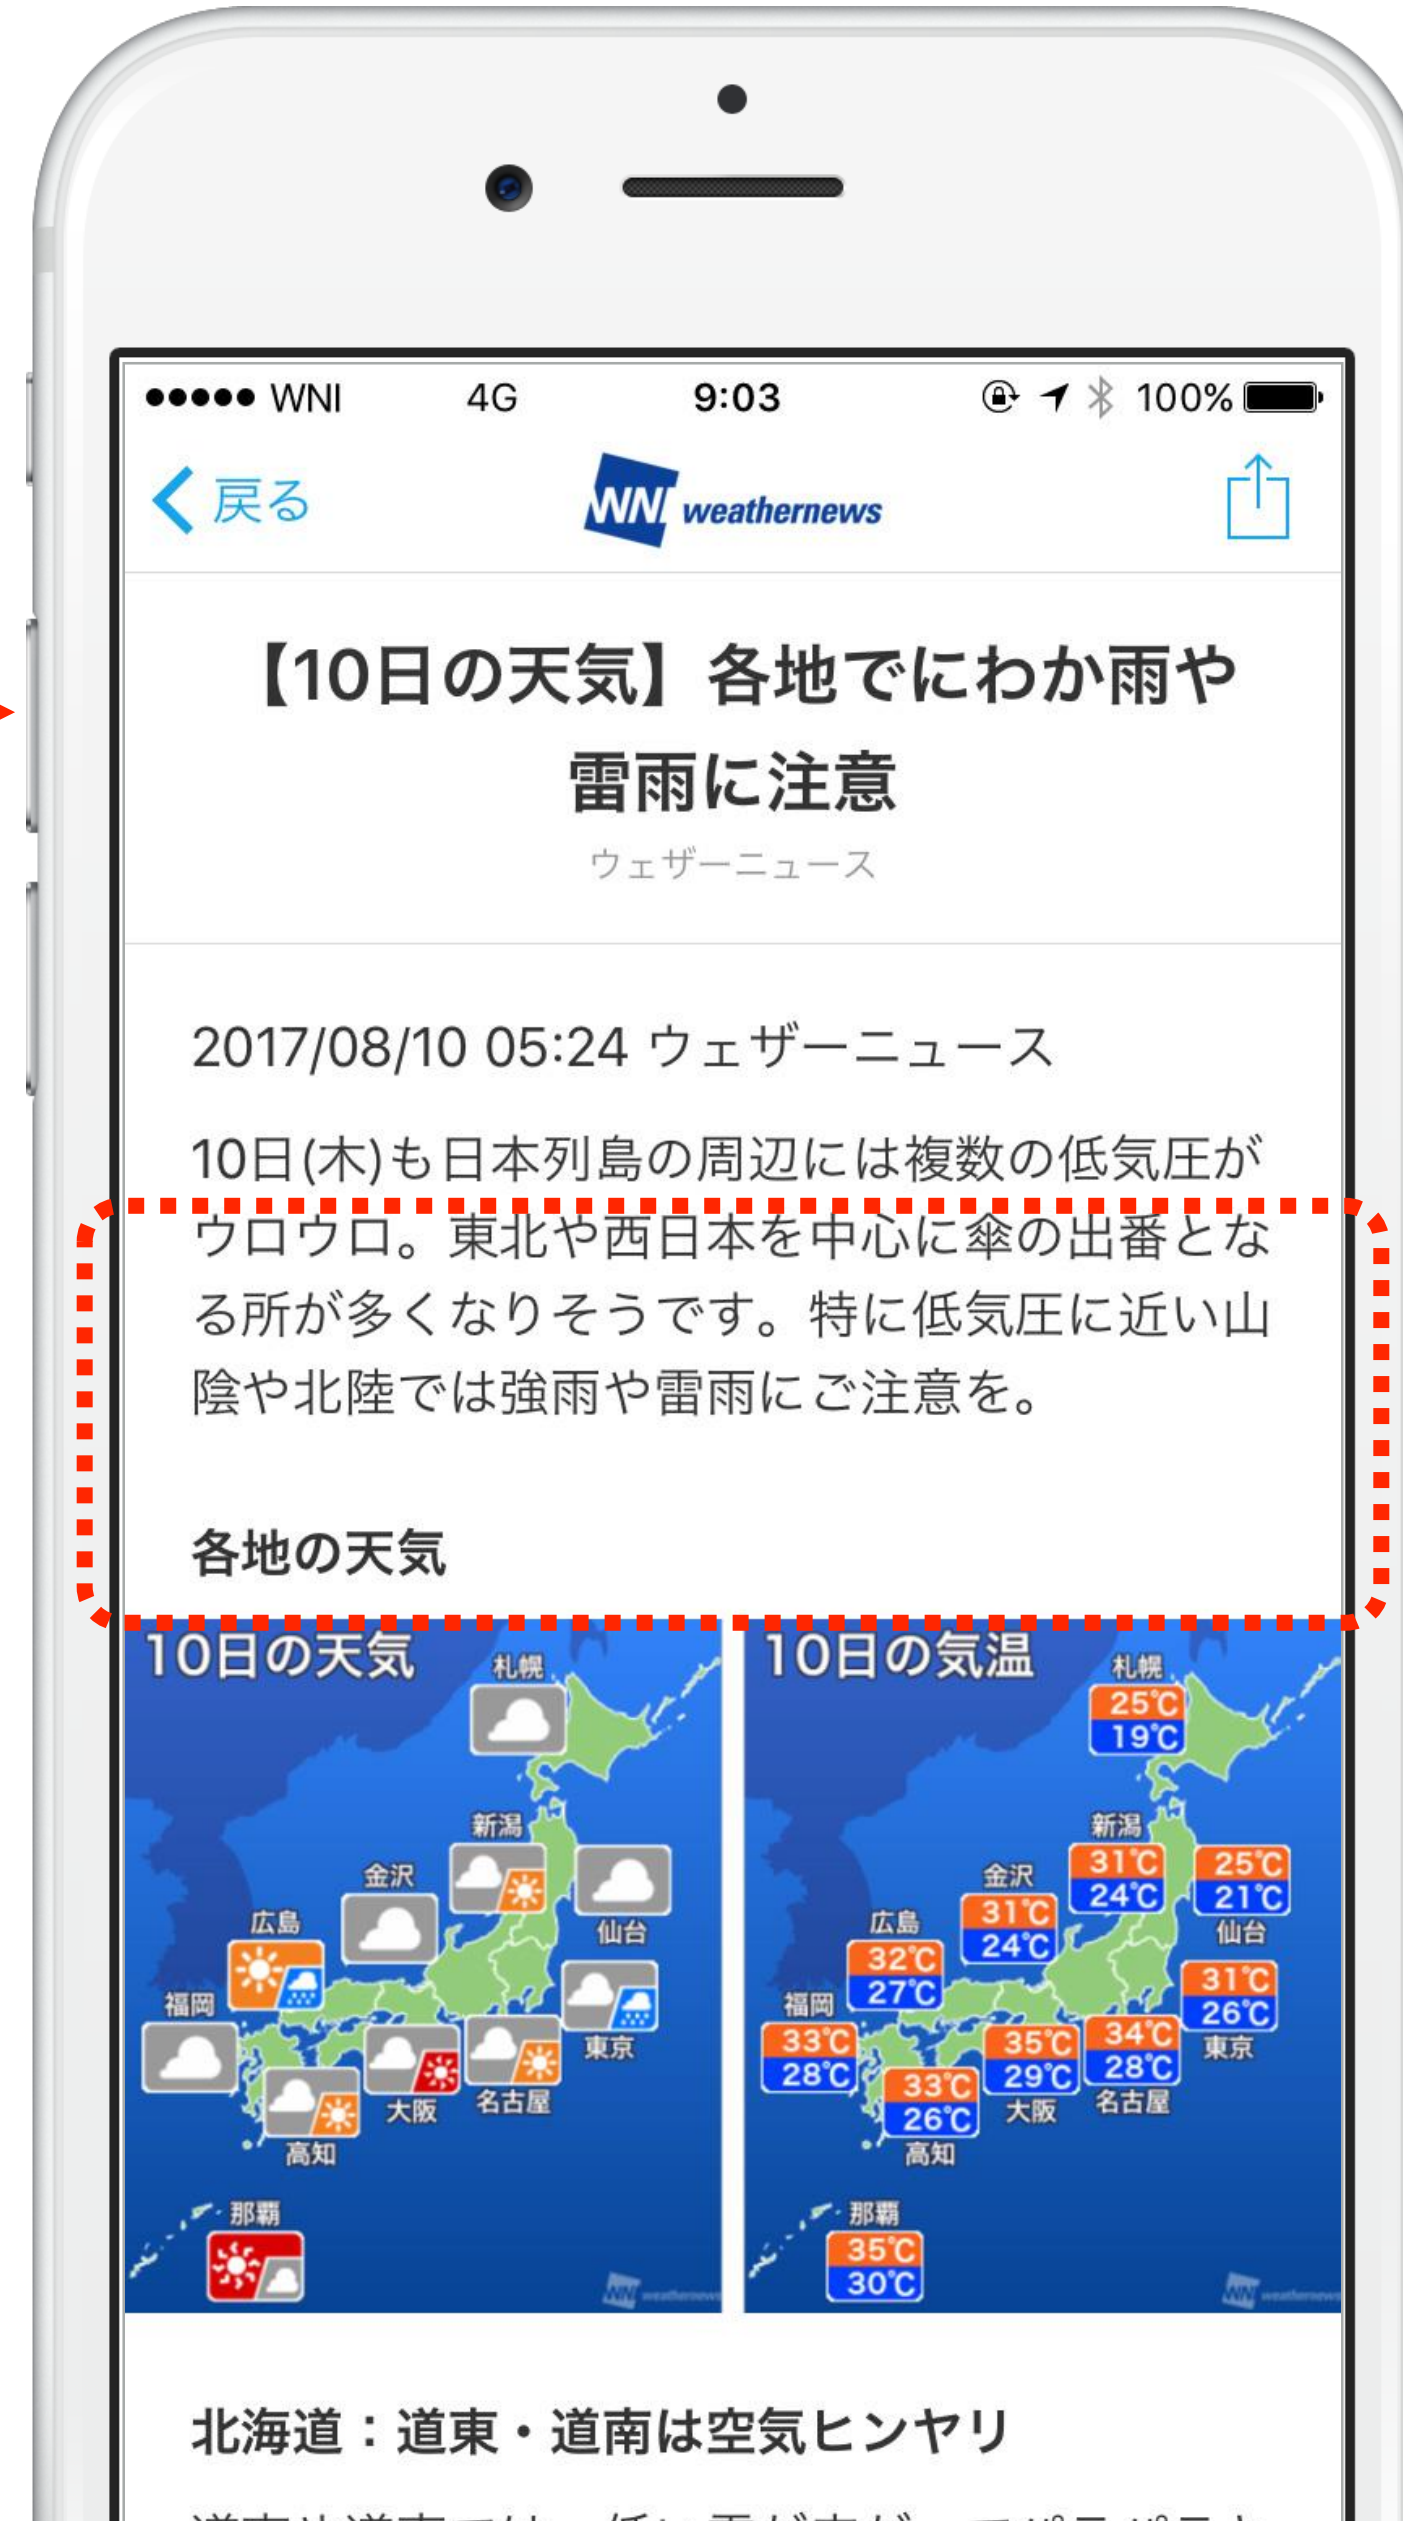 WNI 4G 9:03 100%
戻る WNI weathernews
【10日の天気】各地でにわか雨や
雷雨に注意
ウェザーニュース
2017/08/10 05:24 ウェザーニュース
10日(木)も日本列島の周辺には複数の低気圧が
ウロウロ。東北や西日本を中心に傘の出番とな
る所が多くなりそうです。特に低気圧に近い山
陰や北陸では強雨や雷雨にご注意を。
各地の天気
10日の天気
札幌
新潟
金沢
仙台
広島
福岡
東京
名古屋
大阪
高知
那覇
WNI weathernews
10日の気温
札幌
25℃
19℃
新潟
31℃
24℃
25℃
21℃
仙台
金沢
31℃
24℃
広島
32℃
27℃
31℃
26℃
東京
福岡
33℃
28℃
34℃
28℃
名古屋
35℃
29℃
大阪
33℃
26℃
高知
那覇
35℃
30℃
WNI weathernews
北海道：道東・道南は空気ヒンヤリ